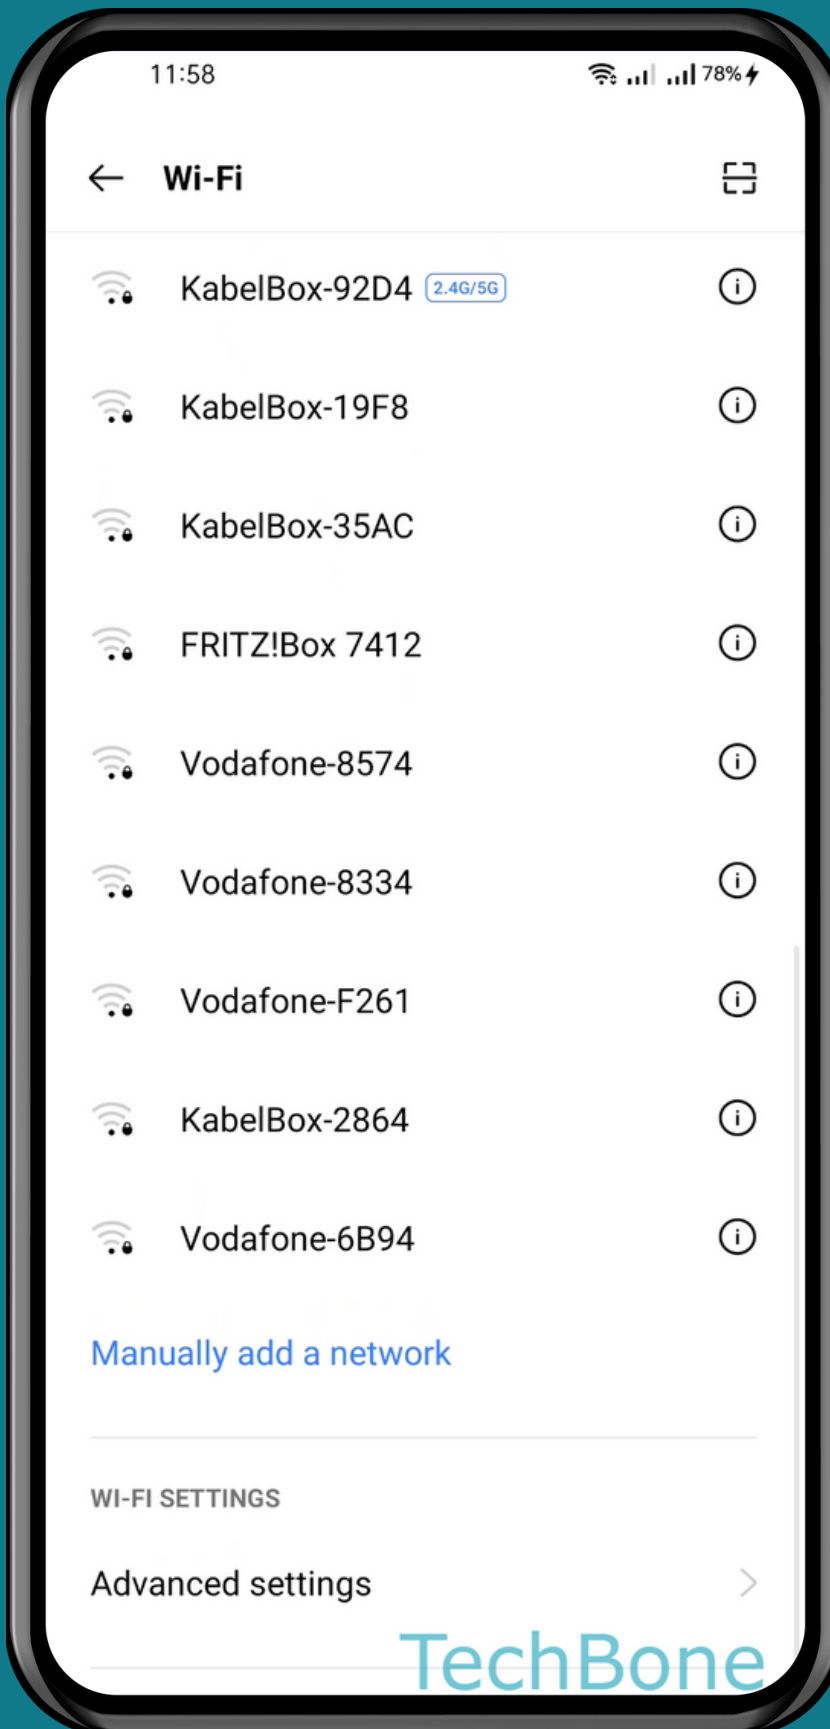 11:58
78%
Wi-Fi
KabelBox-92D4 2.4G/5G
KabelBox-19F8
KabelBox-35AC
FRITZ!Box 7412
Vodafone-8574
Vodafone-8334
Vodafone-F261
KabelBox-2864
Vodafone-6B94
Manually add a network
WI-FI SETTINGS
Advanced settings
TechBone